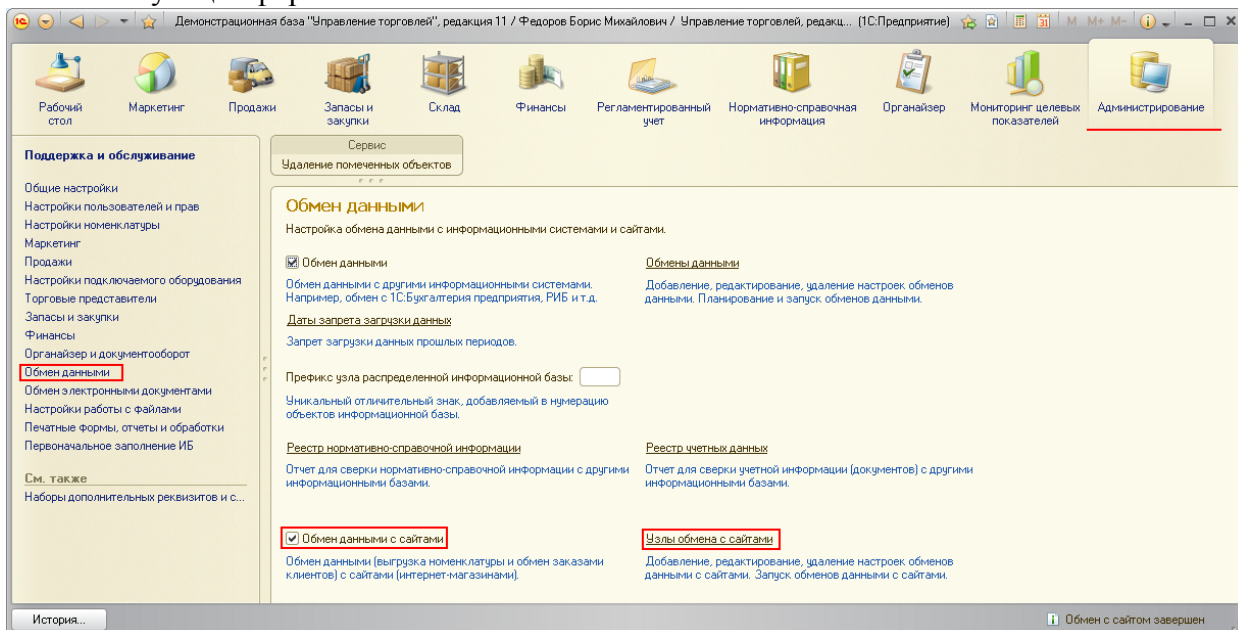 Демонстрационная база "Управление торговлей", редакция 11 / Федоров Борис Михайлович / Управление торговлей, редакц... (1С:Предприятие)
M M+ M-
31
Рабочий стол
Маркетинг
Продажи
Запасы и закупки
Склад
Финансы
Регламентированный учет
Нормативно-справочная информация
Органайзер
Мониторинг целевых показателей
Администрирование
Поддержка и обслуживание
Общие настройки
Настройки пользователей и прав
Настройки номенклатуры
Маркетинг
Продажи
Настройки подключаемого оборудования
Торговые представители
Запасы и закупки
Финансы
Органайзер и документооборот
Обмен данными
Обмен электронными документами
Настройки работы с файлами
Печатные формы, отчеты и обработки
Первоначальное заполнение ИБ
См. также
Наборы дополнительных реквизитов и с...
Сервис
Удаление помеченных объектов
Обмен данными
Настройка обмена данными с информационными системами и сайтами.
Обмен данными
Обмен данными с другими информационными системами.
Например, обмен с 1С:Бухгалтерия предприятия, РИБ и т.д.
Обмены данными
Добавление, редактирование, удаление настроек обменов
данными. Планирование и запуск обменов данными.
Даты запрета загрузки данных
Запрет загрузки данных прошлых периодов.
Префикс узла распределенной информационной базы:
Уникальный отличительный знак, добавляемый в нумерацию
объектов информационной базы.
Реестр нормативно-справочной информации
Отчет для сверки нормативно-справочной информации с другими
информационными базами.
Реестр учетных данных
Отчет для сверки учетной информации (документов) с другими
информационными базами.
Обмен данными с сайтами
Обмен данными (выгрузка номенклатуры и обмен заказами
клиентов) с сайтами (интернет-магазинами).
Узлы обмена с сайтами
Добавление, редактирование, удаление настроек обменов
данными с сайтами. Запуск обменов данными с сайтами.
История...
Обмен с сайтом завершен